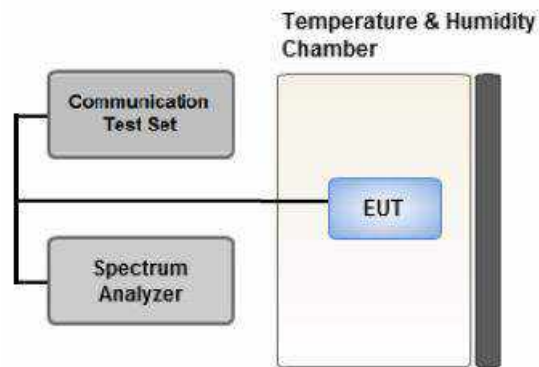 Temperature & Humidity
Chamber
Communication
Test Set
EUT
Spectrum
Analyzer